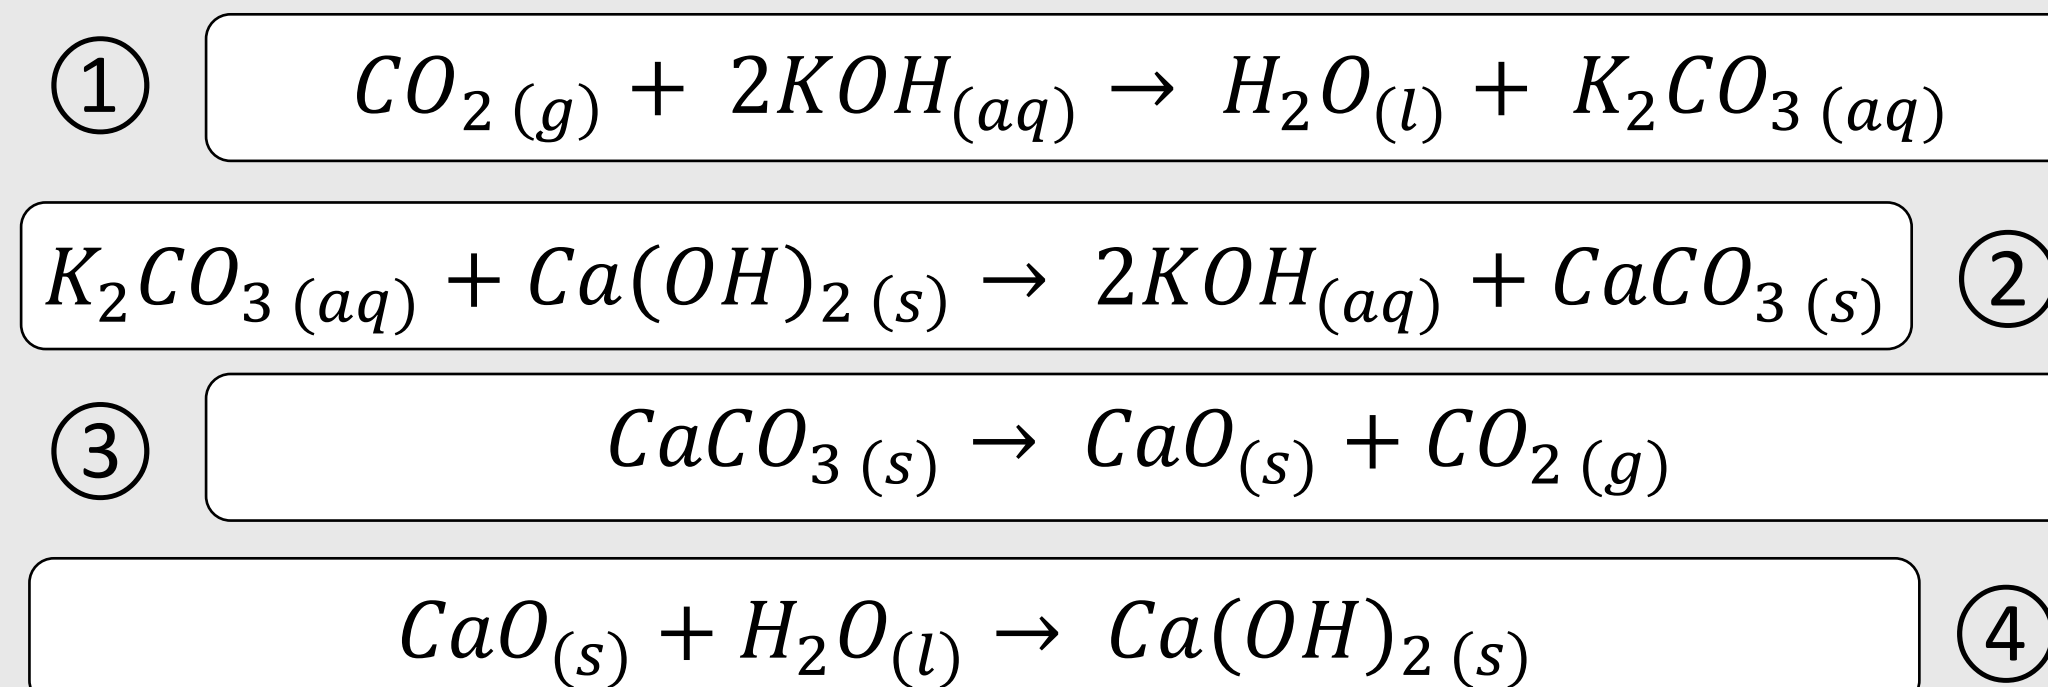 ① CO₂ (g) + 2KOH(aq) → H₂O(l) + K₂CO₃ (aq)
K₂CO₃ (aq) + Ca(OH)₂ (s) → 2KOH(aq) + CaCO₃ (s) ②
③ CaCO₃ (s) → CaO(s) + CO₂ (g)
CaO(s) + H₂O(l) → Ca(OH)₂ (s) ④